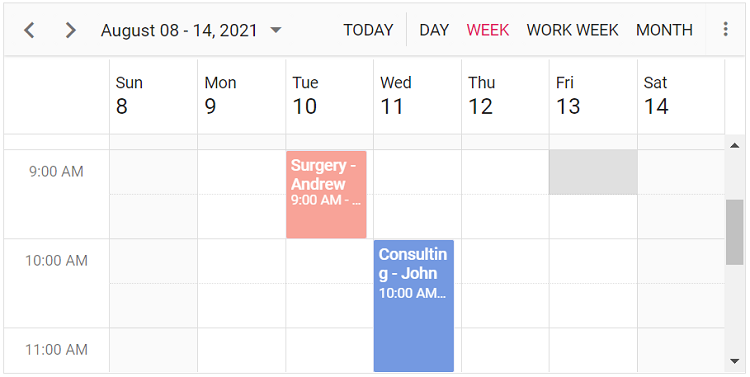 August 08 - 14, 2021 TODAY DAY WEEK WORK WEEK MONTH
Sun Mon Tue Wed Thu Fri Sat
8 9 10 11 12 13 14
9:00 AM
Surgery -
Andrew
9:00 AM - ...
10:00 AM
Consultin
g - John
10:00 AM...
11:00 AM